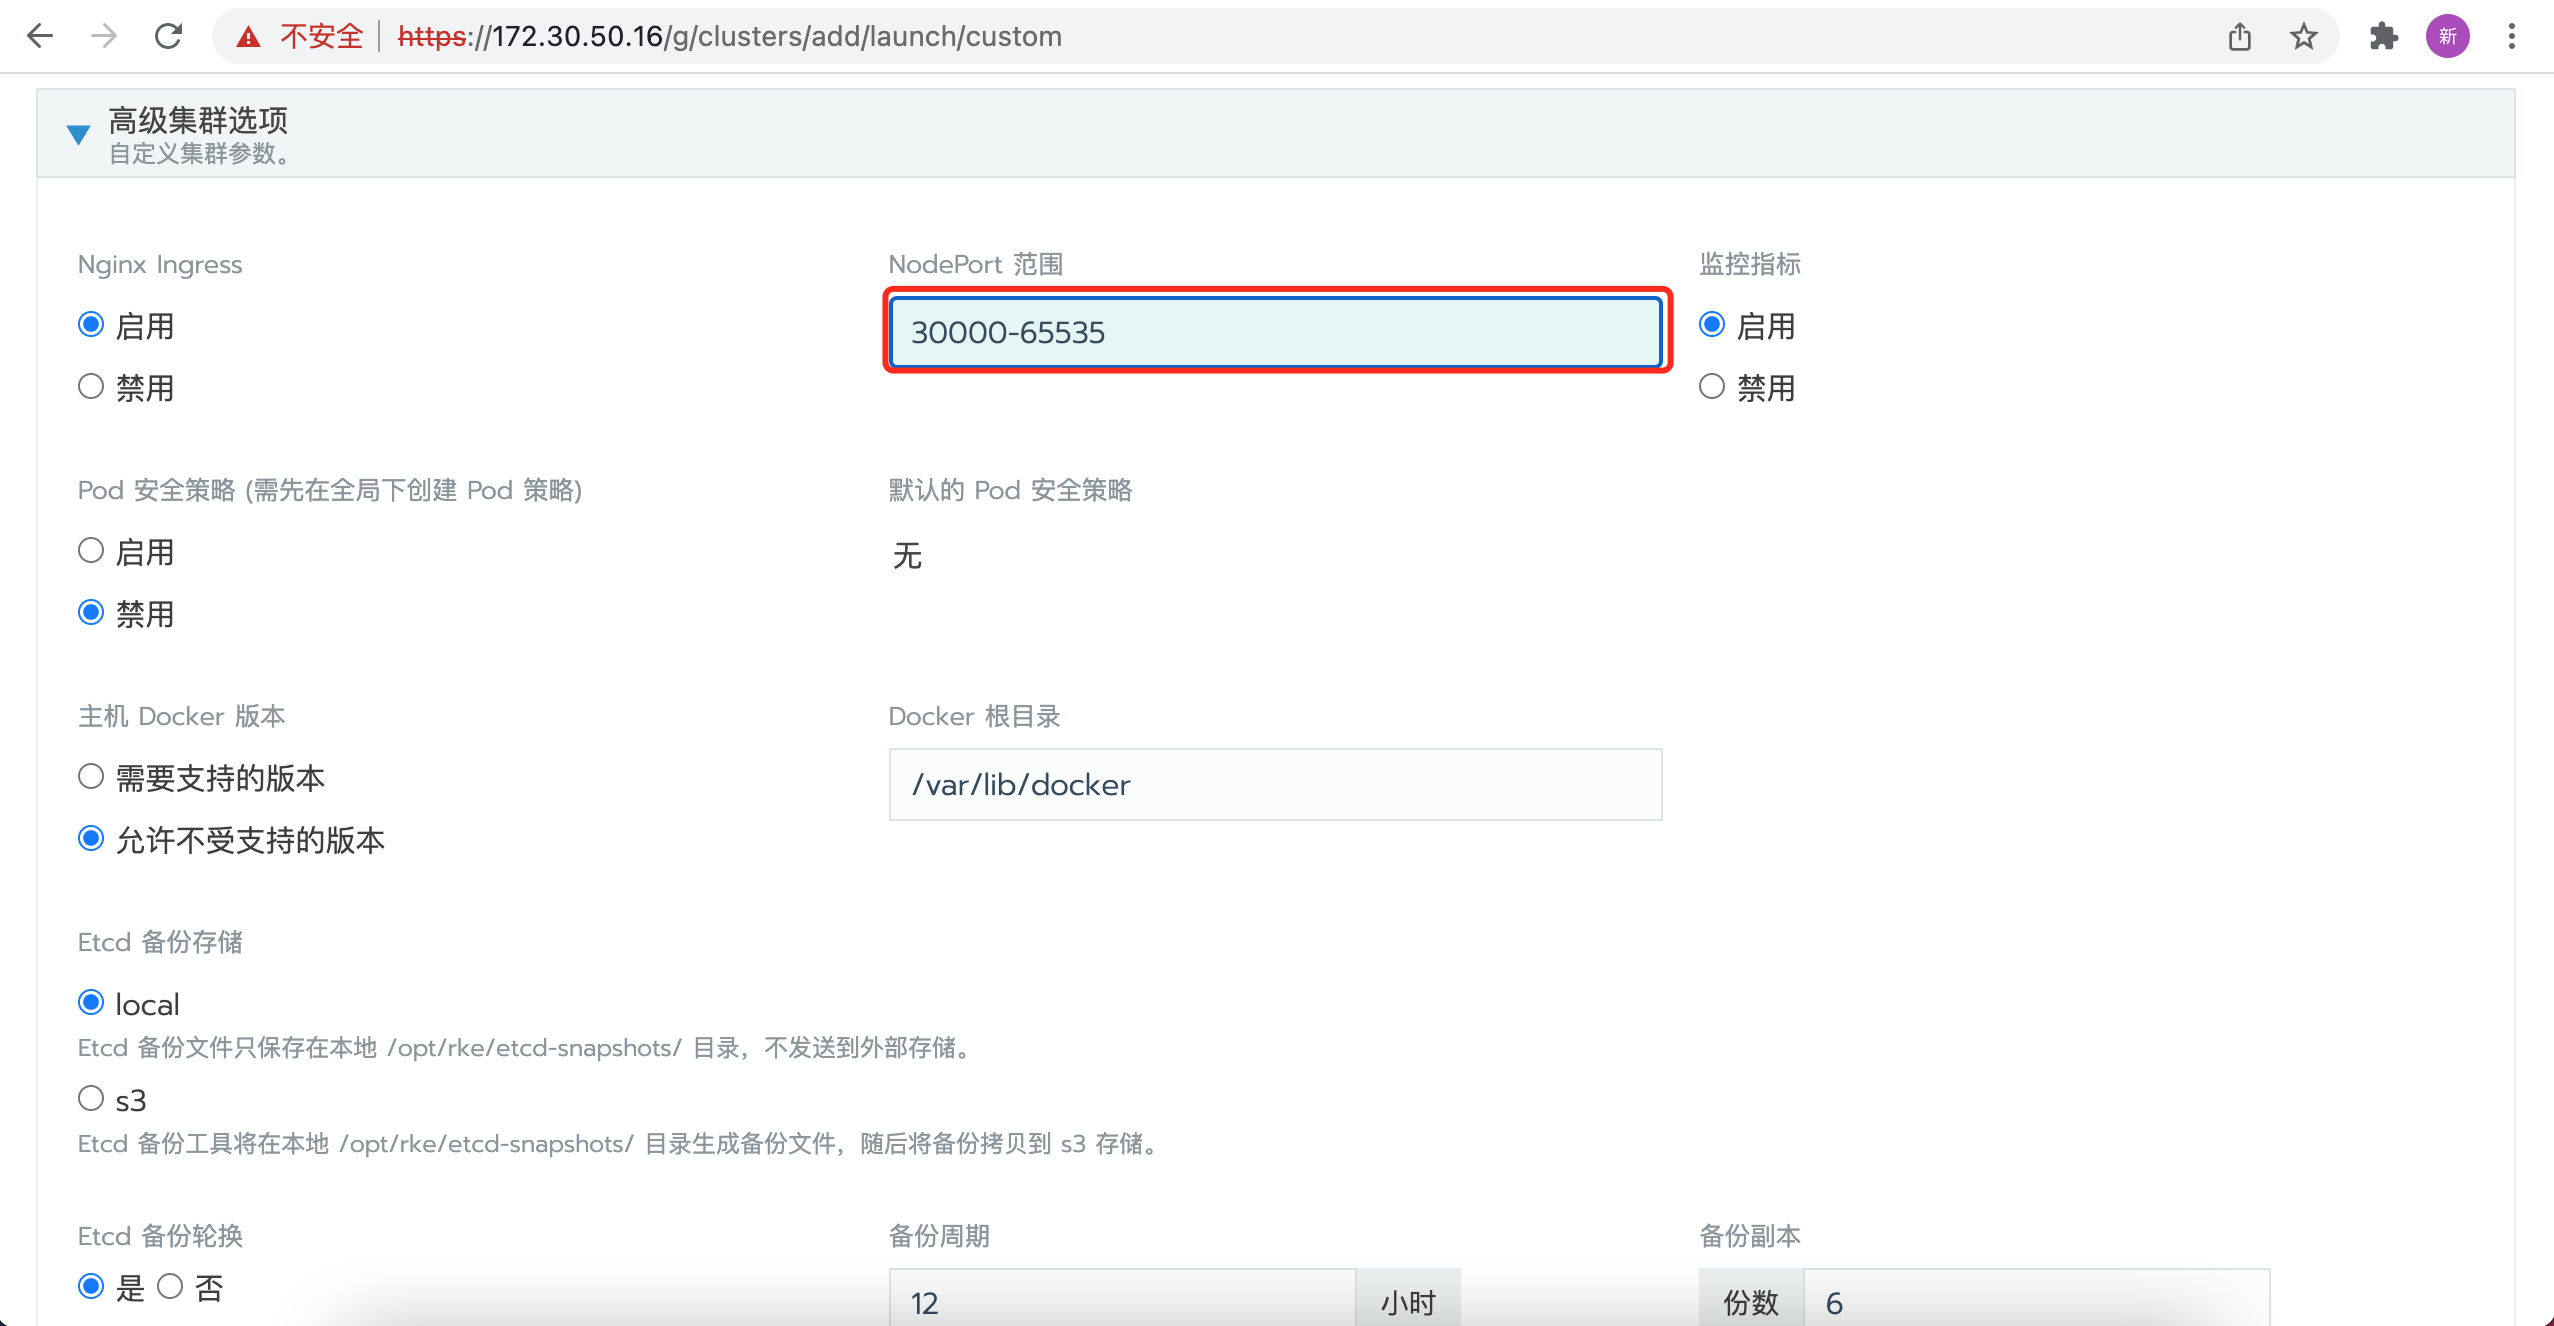 不安全 https://172.30.50.16/g/clusters/add/launch/custom 新
高级集群选项
自定义集群参数。
Nginx Ingress
启用
禁用
NodePort 范围
30000-65535
监控指标
启用
禁用
Pod 安全策略 (需先在全局下创建 Pod 策略)
启用
禁用
默认的 Pod 安全策略
无
主机 Docker 版本
需要支持的版本
允许不受支持的版本
Docker 根目录
/var/lib/docker
Etcd 备份存储
local
Etcd 备份文件只保存在本地 /opt/rke/etcd-snapshots/ 目录，不发送到外部存储。
s3
Etcd 备份工具将在本地 /opt/rke/etcd-snapshots/ 目录生成备份文件，随后将备份拷贝到 s3 存储。
Etcd 备份轮换
是 否
备份周期
12 小时
备份副本
份数 6